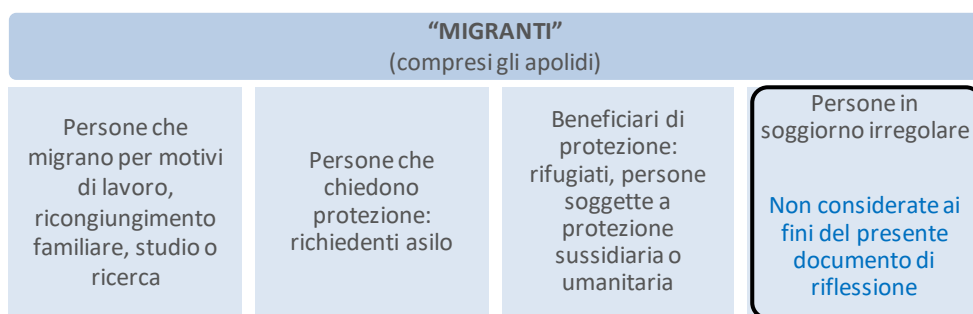 “MIGRANTI”
(compresi gli apolidi)
Persone che
migrano per motivi
di lavoro,
ricongiungimento
familiare, studio o
ricerca
Persone che
chiedono
protezione:
richiedenti asilo
Beneficiari di
protezione:
rifugiati, persone
soggette a
protezione
sussidiaria o
umanitaria
Persone in
soggiorno irregolare
Non considerate ai
fini del presente
documento di
riflessione